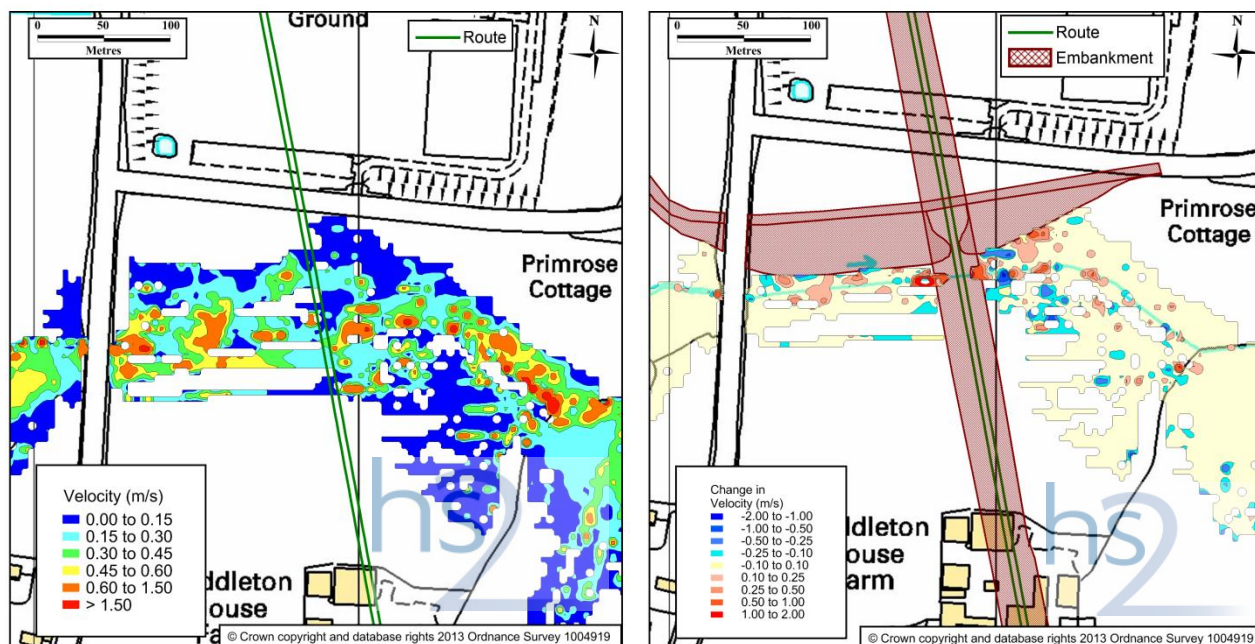 0 50 100
Metres
Ground
Route
N
Primrose
Cottage
Velocity (m/s)
0.00 to 0.15
0.15 to 0.30
0.30 to 0.45
0.45 to 0.60
0.60 to 1.50
> 1.50
ddleton
ouse
Fa
hs2
© Crown copyright and database rights 2013 Ordnance Survey 1004919
0 50 100
Metres
Route
Embankment
N
Primrose
Cottage
Change in
Velocity (m/s)
-2.00 to -1.00
-1.00 to -0.50
-0.50 to -0.25
-0.25 to -0.10
-0.10 to 0.10
0.10 to 0.25
0.25 to 0.50
0.50 to 1.00
1.00 to 2.00
ddleton
ouse
arm
hs2
© Crown copyright and database rights 2013 Ordnance Survey 1004919